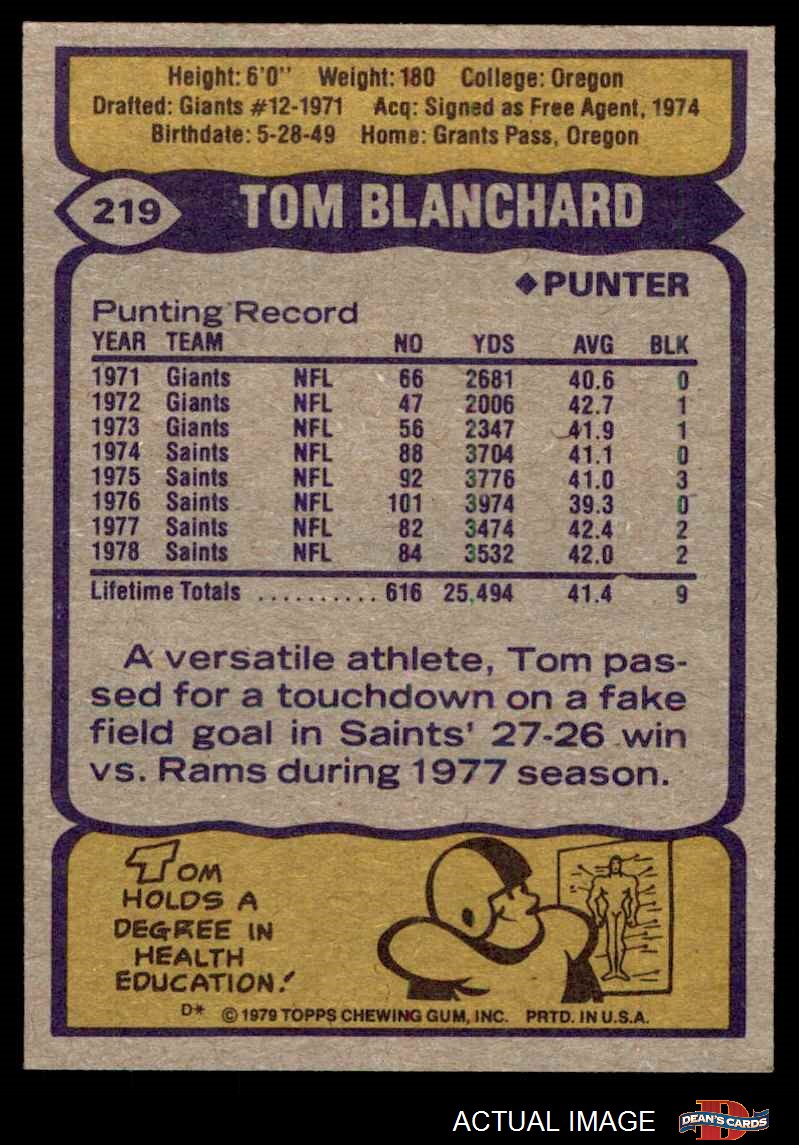 Height: 6'0" Weight: 180 College: Oregon
Drafted: Giants #12-1971 Acq: Signed as Free Agent, 1974
Birthdate: 5-28-49 Home: Grants Pass, Oregon
219 TOM BLANCHARD
◆PUNTER
Punting Record
YEAR TEAM NO YDS AVG BLK
1971 Giants NFL 66 2681 40.6 0
1972 Giants NFL 47 2006 42.7 1
1973 Giants NFL 56 2347 41.9 1
1974 Saints NFL 88 3704 41.1 0
1975 Saints NFL 92 3776 41.0 3
1976 Saints NFL 101 3974 39.3 0
1977 Saints NFL 82 3474 42.4 2
1978 Saints NFL 84 3532 42.0 2
Lifetime Totals .......... 616 25,494 41.4 9
A versatile athlete, Tom pas-
sed for a touchdown on a fake
field goal in Saints' 27-26 win
vs. Rams during 1977 season.
TOM
HOLDS A
DEGREE IN
HEALTH
EDUCATION!
D* © 1979 TOPPS CHEWING GUM, INC. PRTD. IN U.S.A.
ACTUAL IMAGE D DEAN'S CARDS